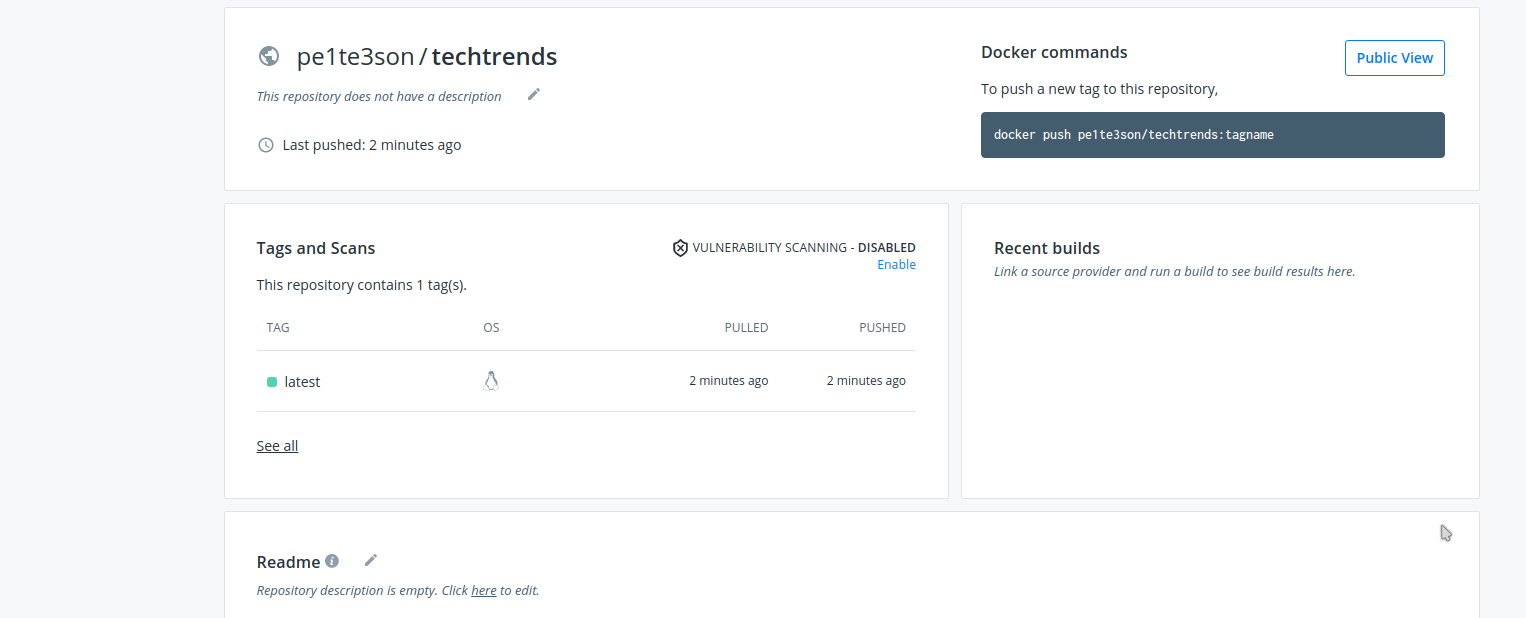 pe1te3son / techtrends
This repository does not have a description
Last pushed: 2 minutes ago
Docker commands
Public View
To push a new tag to this repository,
docker push pe1te3son/techtrends:tagname
Tags and Scans
VULNERABILITY SCANNING - DISABLED
Enable
This repository contains 1 tag(s).
TAG OS PULLED PUSHED
latest 2 minutes ago 2 minutes ago
See all
Recent builds
Link a source provider and run a build to see build results here.
Readme
Repository description is empty. Click here to edit.